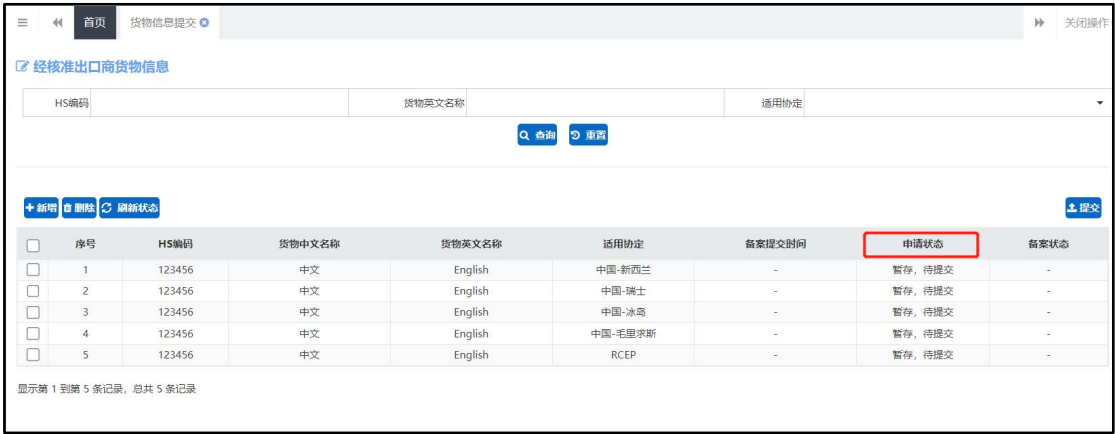 首页 货物信息提交 关闭操作
经核准出口商货物信息
HS编码 货物英文名称 适用协定
查询 重置
新增 删除 刷新状态 提交
序号 HS编码 货物中文名称 货物英文名称 适用协定 备案提交时间 申请状态 备案状态
1 123456 中文 English 中国-新西兰 - 暂存，待提交 -
2 123456 中文 English 中国-瑞士 - 暂存，待提交 -
3 123456 中文 English 中国-冰岛 - 暂存，待提交 -
4 123456 中文 English 中国-毛里求斯 - 暂存，待提交 -
5 123456 中文 English RCEP - 暂存，待提交 -
显示第 1 到第 5 条记录，总共 5 条记录